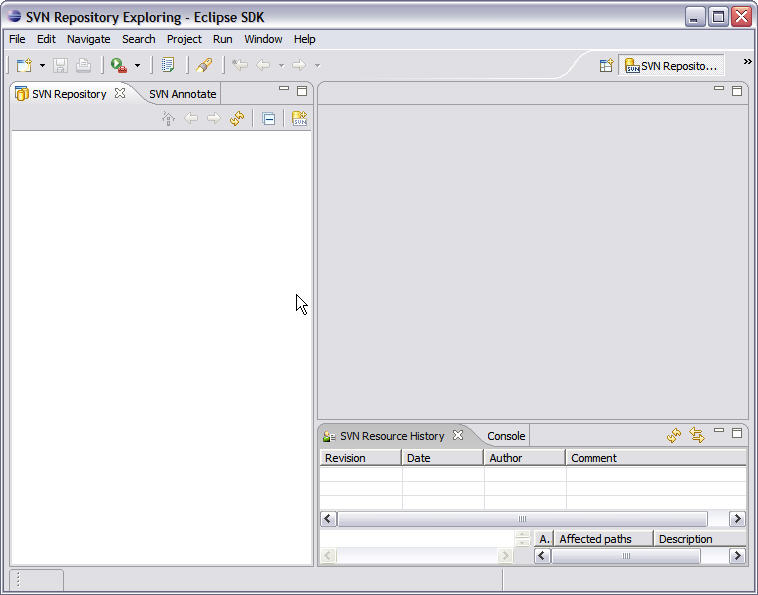 SVN Repository Exploring - Eclipse SDK
File Edit Navigate Search Project Run Window Help
SVN Reposito... »
SVN Repository SVN Annotate
SVN
SVN Resource History Console
Revision Date Author Comment
A. Affected paths Description